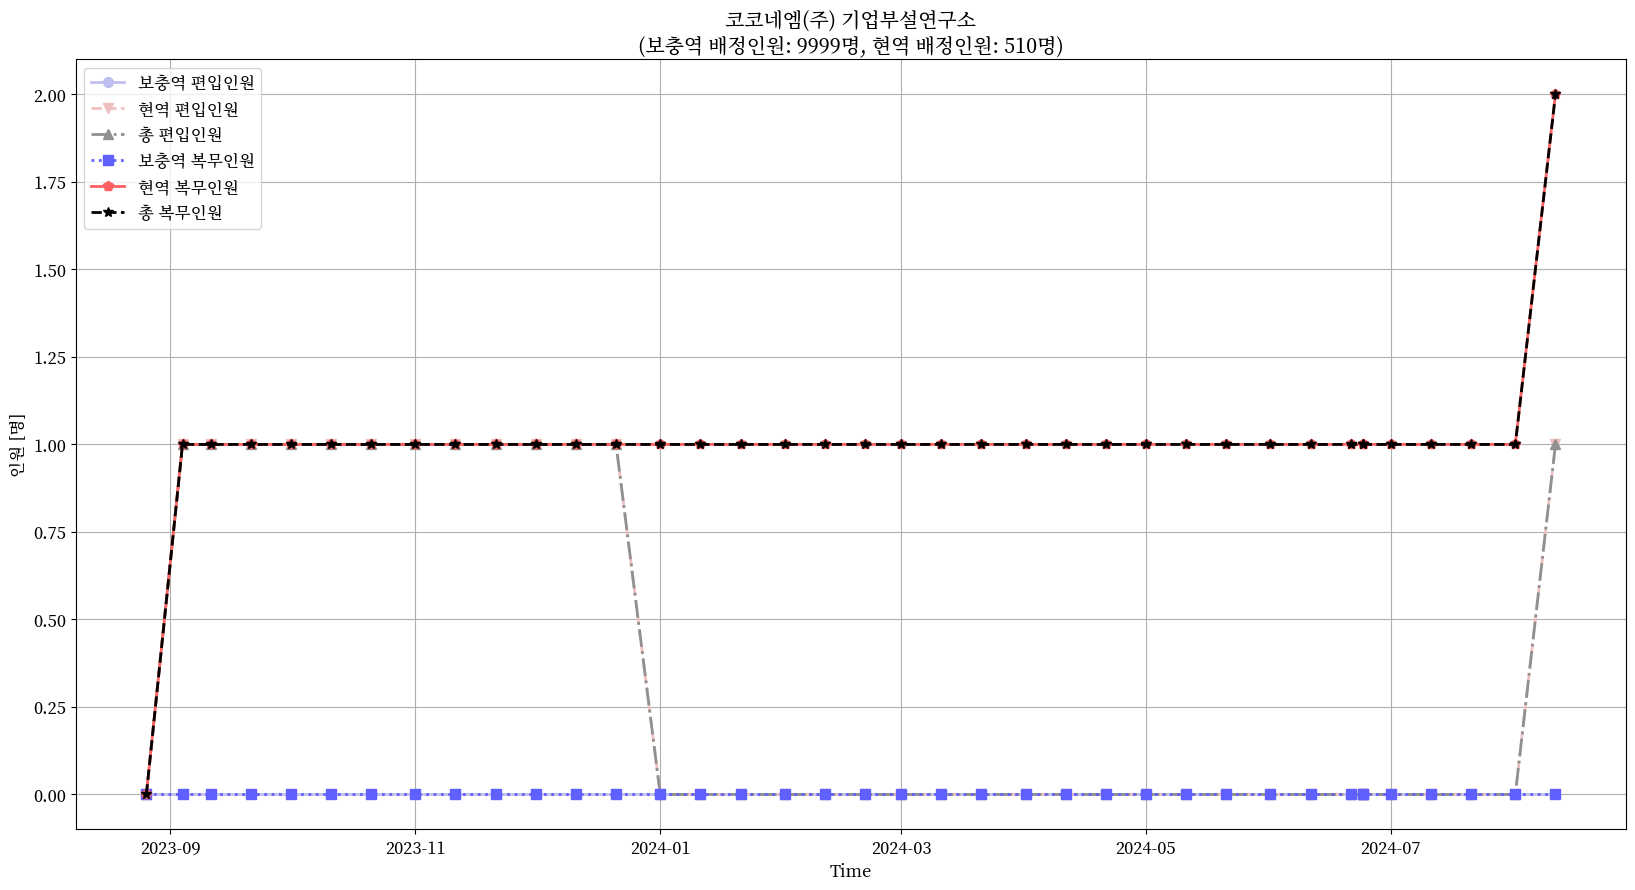 코코네엠(주) 기업부설연구소
(보충역 배정인원: 9999명, 현역 배정인원: 510명)
보충역 편입인원
현역 편입인원
총 편입인원
보충역 복무인원
현역 복무인원
총 복무인원
인원 [명]
2.00
1.75
1.50
1.25
1.00
0.75
0.50
0.25
0.00
2023-09
2023-11
2024-01
2024-03
2024-05
2024-07
Time